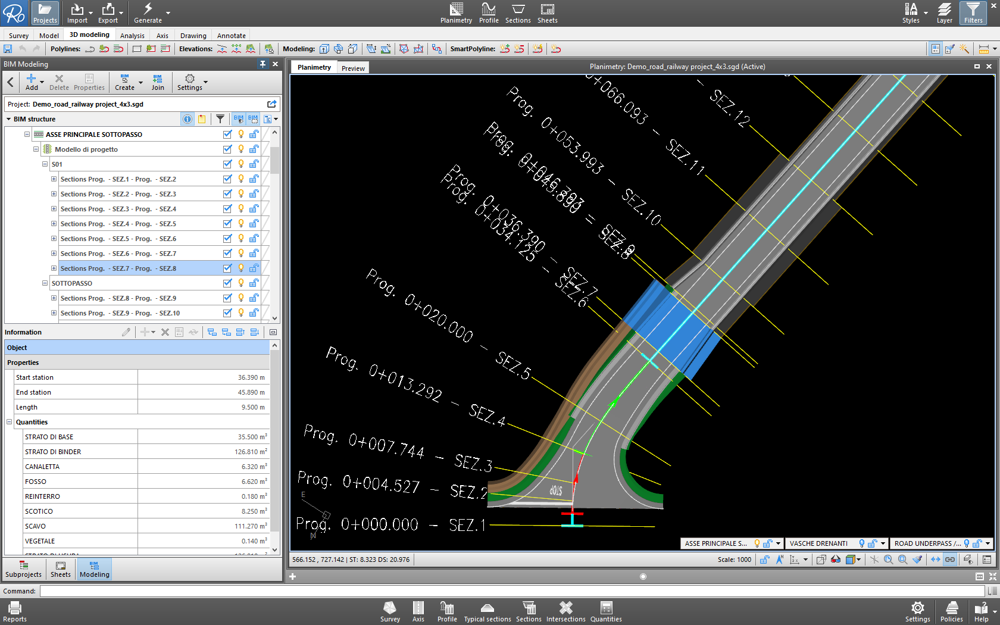 Ro
Projects
Import
Export
Generate
Planimetry
Profile
Sections
Sheets
Styles
Layer
Filters
Survey
Model
3D modeling
Analysis
Axis
Drawing
Annotate
Polylines:
Elevations:
Modeling:
SmartPolyline:
BIM Modeling
Add
Delete
Properties
BIM
Create
BIM
Join
Settings
Project: Demo_road_railway project_4x3.sgd
BIM structure
BIM
BIM
ASSE PRINCIPALE SOTTOPASSO
Modello di progetto
S01
Sections Prog. - SEZ.1 - Prog. - SEZ.2
Sections Prog. - SEZ.2 - Prog. - SEZ.3
Sections Prog. - SEZ.3 - Prog. - SEZ.4
Sections Prog. - SEZ.4 - Prog. - SEZ.5
Sections Prog. - SEZ.5 - Prog. - SEZ.6
Sections Prog. - SEZ.6 - Prog. - SEZ.7
Sections Prog. - SEZ.7 - Prog. - SEZ.8
SOTTOPASSO
Sections Prog. - SEZ.8 - Prog. - SEZ.9
Sections Prog. - SEZ.9 - Prog. - SEZ.10
Information
Object
Properties
Start station 36.390 m
End station 45.890 m
Length 9.500 m
Quantities
STRATO DI BASE 35.500 m³
STRATO DI BINDER 126.810 m²
CANALETTA 6.320 m³
FOSSO 6.620 m³
REINTERRO 0.180 m³
SCOTICO 8.250 m³
SCAVO 111.270 m³
VEGETALE 0.140 m³
Subprojects
Sheets
BIM
Modeling
Planimetry
Preview
Planimetry: Demo_road_railway project_4x3.sgd (Active)
- SEZ.12
0+066.093 - SEZ.11
Prog. 0+053.993 - SEZ.10
Prog. 0+046.793 - SEZ.9
Prog. 0+045.890 - SEZ.8
Prog. 0+036.390 - SEZ.7
Prog. 0+034.125 - SEZ.6
Prog. 0+020.000 - SEZ.5
Prog. 0+013.292 - SEZ.4
Prog. 0+007.744 - SEZ.3
Prog. 0+004.527 - SEZ.2
Prog. 0+000.000 - SEZ.1
STOP
E
N
ASSE PRINCIPALE S...
VASCHE DRENANTI
ROAD UNDERPASS /...
566.152 , 727.142 | ST: 8.323 DS: 20.976
Scale: 1000
Command:
Reports
Survey
Axis
Profile
Typical sections
Sections
Intersections
Quantities
Settings
Policies
Help